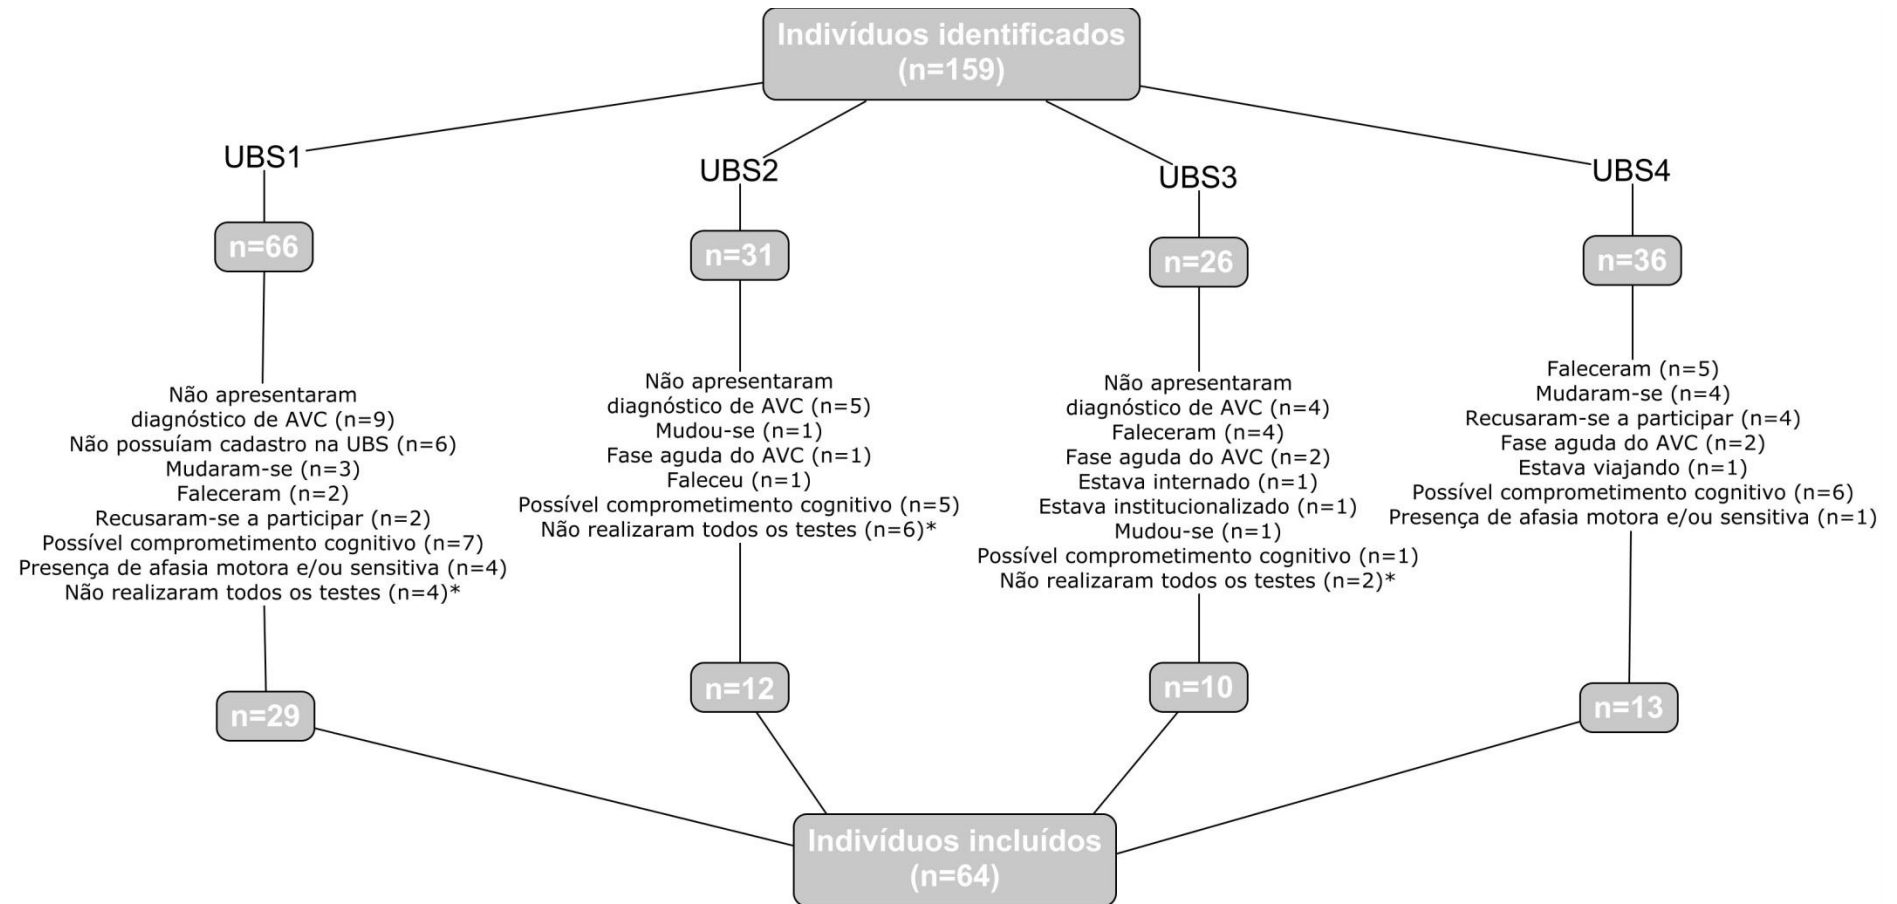 Indivíduos identificados
(n=159)
UBS1
UBS2
UBS3
UBS4
n=66
n=31
n=26
n=36
Não apresentaram
diagnóstico de AVC (n=9)
Não possuíam cadastro na UBS (n=6)
Mudaram-se (n=3)
Faleceram (n=2)
Recusaram-se a participar (n=2)
Possível comprometimento cognitivo (n=7)
Presença de afasia motora e/ou sensitiva (n=4)
Não realizaram todos os testes (n=4)*
Não apresentaram
diagnóstico de AVC (n=5)
Mudou-se (n=1)
Fase aguda do AVC (n=1)
Faleceu (n=1)
Possível comprometimento cognitivo (n=5)
Não realizaram todos os testes (n=6)*
Não apresentaram
diagnóstico de AVC (n=4)
Faleceram (n=4)
Fase aguda do AVC (n=2)
Estava internado (n=1)
Estava institucionalizado (n=1)
Mudou-se (n=1)
Possível comprometimento cognitivo (n=1)
Não realizaram todos os testes (n=2)*
Faleceram (n=5)
Mudaram-se (n=4)
Recusaram-se a participar (n=4)
Fase aguda do AVC (n=2)
Estava viajando (n=1)
Possível comprometimento cognitivo (n=6)
Presença de afasia motora e/ou sensitiva (n=1)
n=29
n=12
n=10
n=13
Indivíduos incluídos
(n=64)